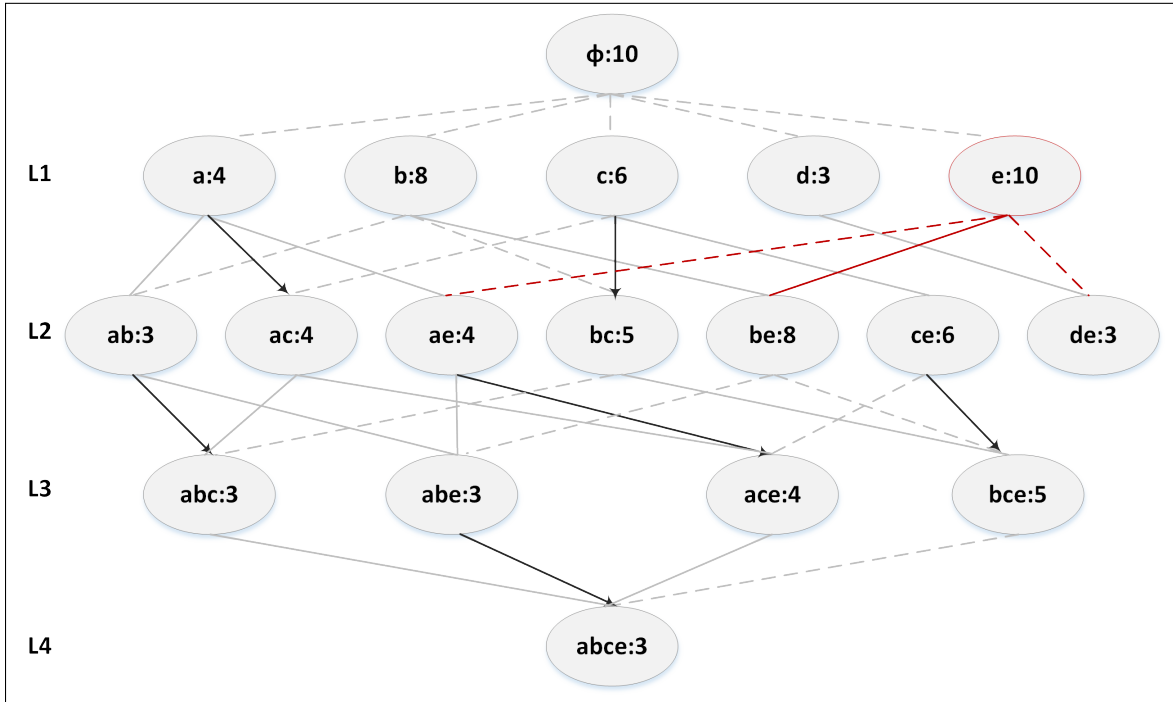 ϕ:10
L1
a:4
b:8
c:6
d:3
e:10
L2
ab:3
ac:4
ae:4
bc:5
be:8
ce:6
de:3
L3
abc:3
abe:3
ace:4
bce:5
L4
abce:3